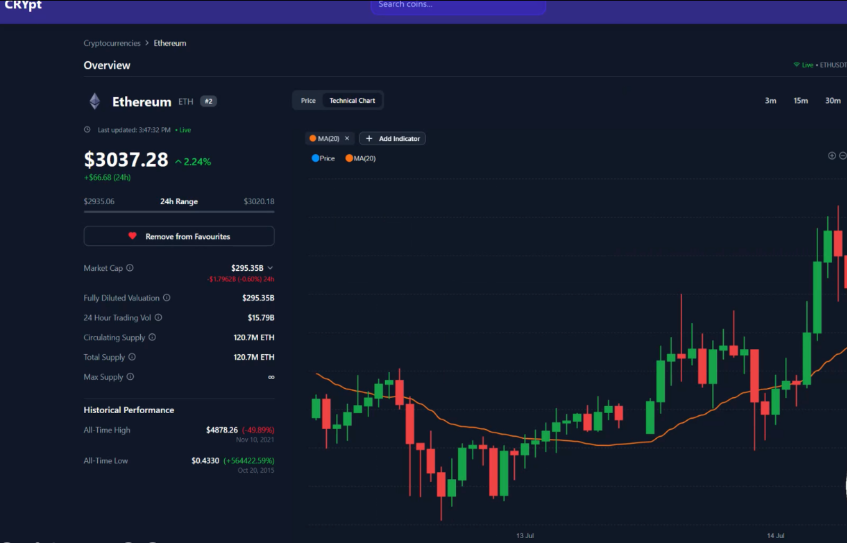 CRYpt
Search coins...
Cryptocurrencies > Ethereum
Overview
Live • ETHUSDT
Ethereum ETH #2
Price Technical Chart
3m 15m 30m
Last updated: 3:47:32 PM • Live
MA(20) × + Add Indicator
$3037.28 2.24%
Price MA(20)
+$66.68 (24h)
$2935.06 24h Range $3020.18
Remove from Favourites
Market Cap $295.35B
-$1.7962B (-0.60%) 24h
Fully Diluted Valuation $295.35B
24 Hour Trading Vol $15.79B
Circulating Supply 120.7M ETH
Total Supply 120.7M ETH
Max Supply ∞
Historical Performance
All-Time High $4878.26 (-49.89%)
Nov 10, 2021
All-Time Low $0.4330 (+564422.59%)
Oct 20, 2015
13 Jul 14 Jul